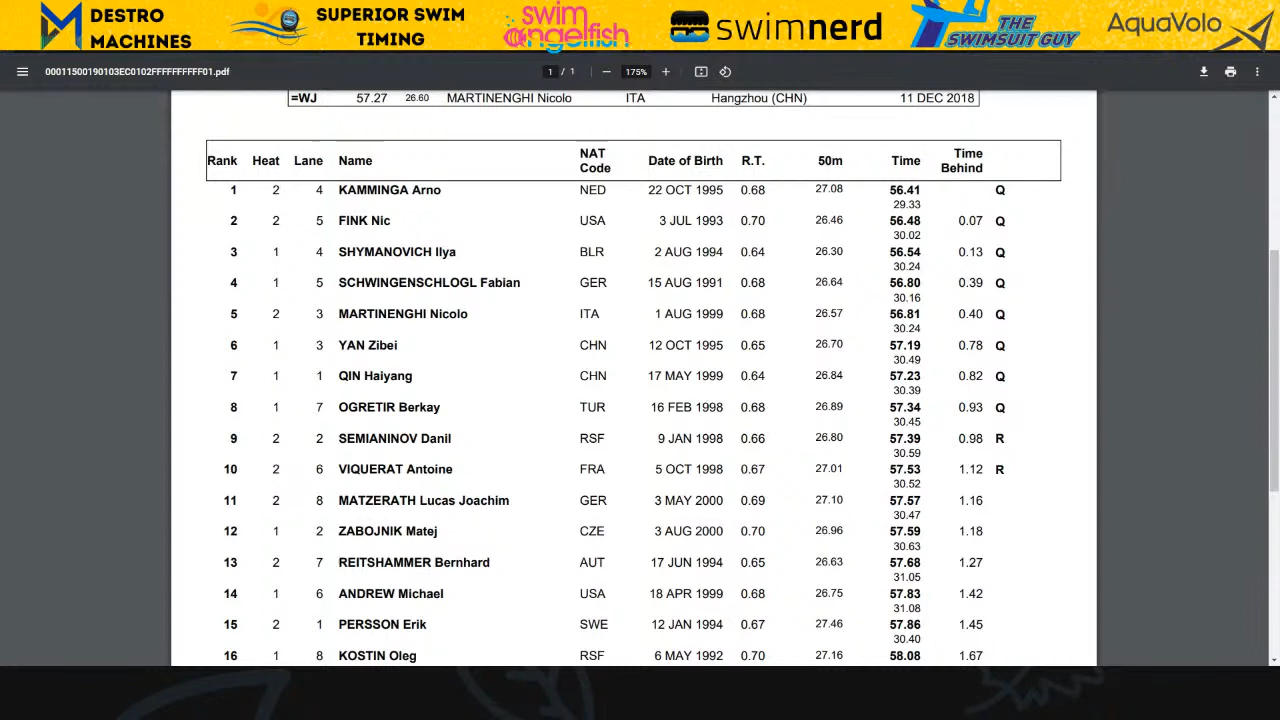 DESTRO
MACHINES
SUPERIOR SWIM
TIMING
swim
angelfish
swimnerd
THE
SWIMSUIT GUY
AquaVolo
00011500190103EC0102FFFFFFFFFF01.pdf
1 / 1
175%
=WJ 57.27 26.60 MARTINENGHI Nicolo ITA Hangzhou (CHN) 11 DEC 2018
Rank Heat Lane Name NAT Code Date of Birth R.T. 50m Time Time Behind
1 2 4 KAMMINGA Arno NED 22 OCT 1995 0.68 27.08 56.41 Q
29.33
2 2 5 FINK Nic USA 3 JUL 1993 0.70 26.46 56.48 0.07 Q
30.02
3 1 4 SHYMANOVICH Ilya BLR 2 AUG 1994 0.64 26.30 56.54 0.13 Q
30.24
4 1 5 SCHWINGENSCHLOGL Fabian GER 15 AUG 1991 0.68 26.64 56.80 0.39 Q
30.16
5 2 3 MARTINENGHI Nicolo ITA 1 AUG 1999 0.68 26.57 56.81 0.40 Q
30.24
6 1 3 YAN Zibei CHN 12 OCT 1995 0.65 26.70 57.19 0.78 Q
30.49
7 1 1 QIN Haiyang CHN 17 MAY 1999 0.64 26.84 57.23 0.82 Q
30.39
8 1 7 OGRETIR Berkay TUR 16 FEB 1998 0.68 26.89 57.34 0.93 Q
30.45
9 2 2 SEMIANINOV Danil RSF 9 JAN 1998 0.66 26.80 57.39 0.98 R
30.59
10 2 6 VIQUERAT Antoine FRA 5 OCT 1998 0.67 27.01 57.53 1.12 R
30.52
11 2 8 MATZERATH Lucas Joachim GER 3 MAY 2000 0.69 27.10 57.57 1.16
30.47
12 1 2 ZABOJNIK Matej CZE 3 AUG 2000 0.70 26.96 57.59 1.18
30.63
13 2 7 REITSHAMMER Bernhard AUT 17 JUN 1994 0.65 26.63 57.68 1.27
31.05
14 1 6 ANDREW Michael USA 18 APR 1999 0.68 26.75 57.83 1.42
31.08
15 2 1 PERSSON Erik SWE 12 JAN 1994 0.67 27.46 57.86 1.45
30.40
16 1 8 KOSTIN Oleg RSF 6 MAY 1992 0.70 27.16 58.08 1.67